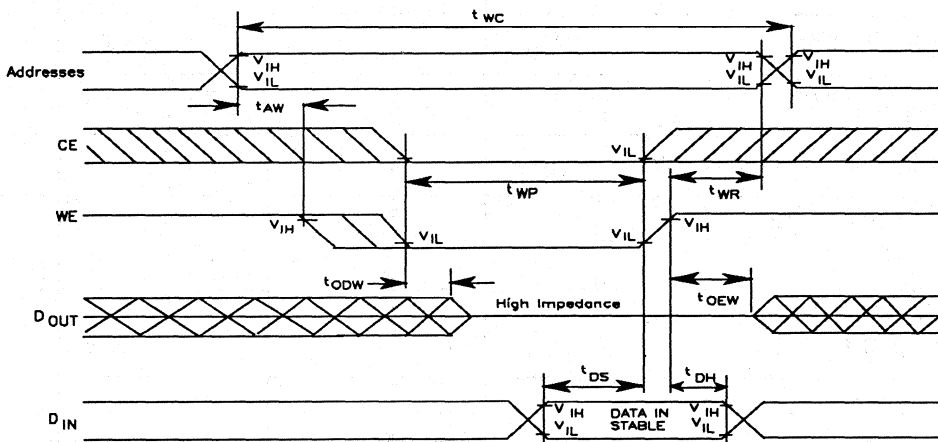 t WC
Addresses
V IH
V IL
V IH
V IL
V IH
V IL
t AW
CE
V IL
t WP
t WR
WE
V IH
V IL
V IL
V IH
t ODW
t OEW
D OUT
High Impedance
t DS
t DH
D IN
V IH
V IL
DATA IN
STABLE
V IH
V IL